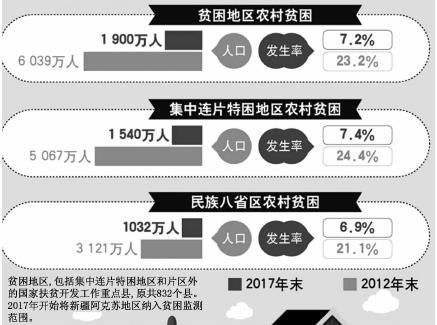 贫困地区农村贫困
1 900万人 人口 发生率 7.2%
6 039万人 23.2%
集中连片特困地区农村贫困
1 540万人 人口 发生率 7.4%
5 067万人 24.4%
民族八省区农村贫困
1032万人 人口 发生率 6.9%
3 121万人 21.1%
贫困地区,包括集中连片特困地区和片区外
的国家扶贫开发工作重点县,原共832个县。
2017年开始将新疆阿克苏地区纳入贫困监测
范围。
2017年末 2012年末